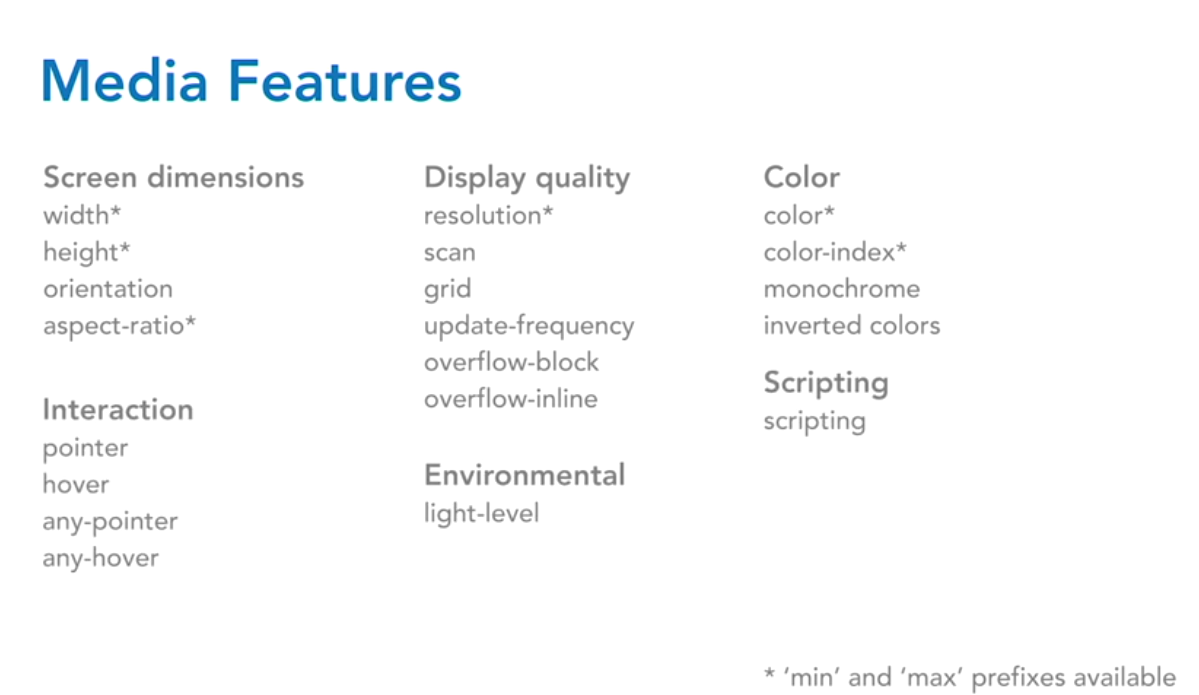 Media Features
Screen dimensions
width*
height*
orientation
aspect-ratio*
Interaction
pointer
hover
any-pointer
any-hover
Display quality
resolution*
scan
grid
update-frequency
overflow-block
overflow-inline
Environmental
light-level
Color
color*
color-index*
monochrome
inverted colors
Scripting
scripting
* ‘min’ and ‘max’ prefixes available